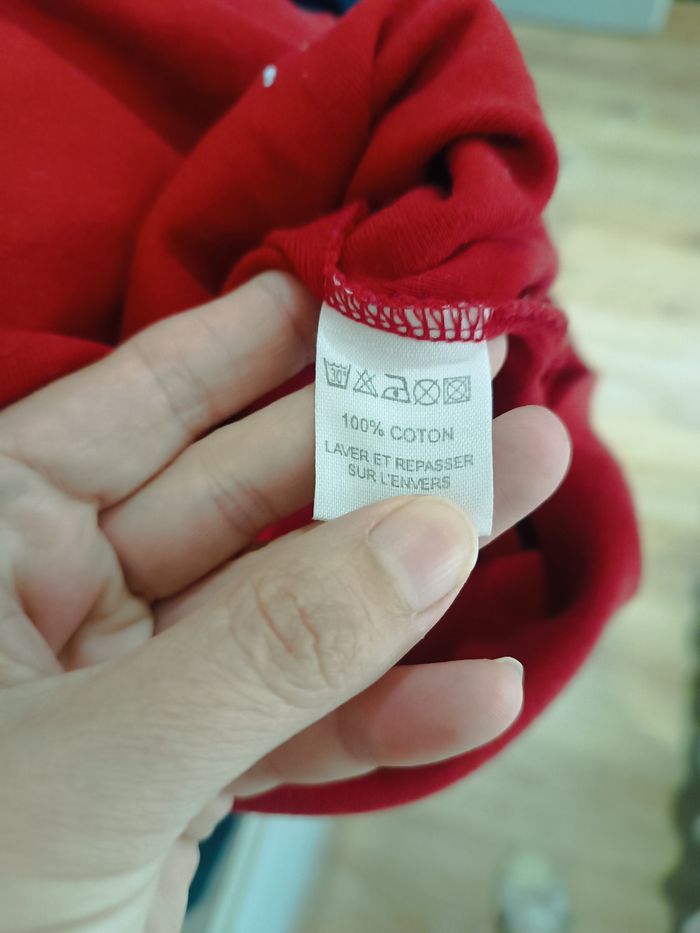 100% COTON
LAVER ET REPASSER
SUR L'ENVERS